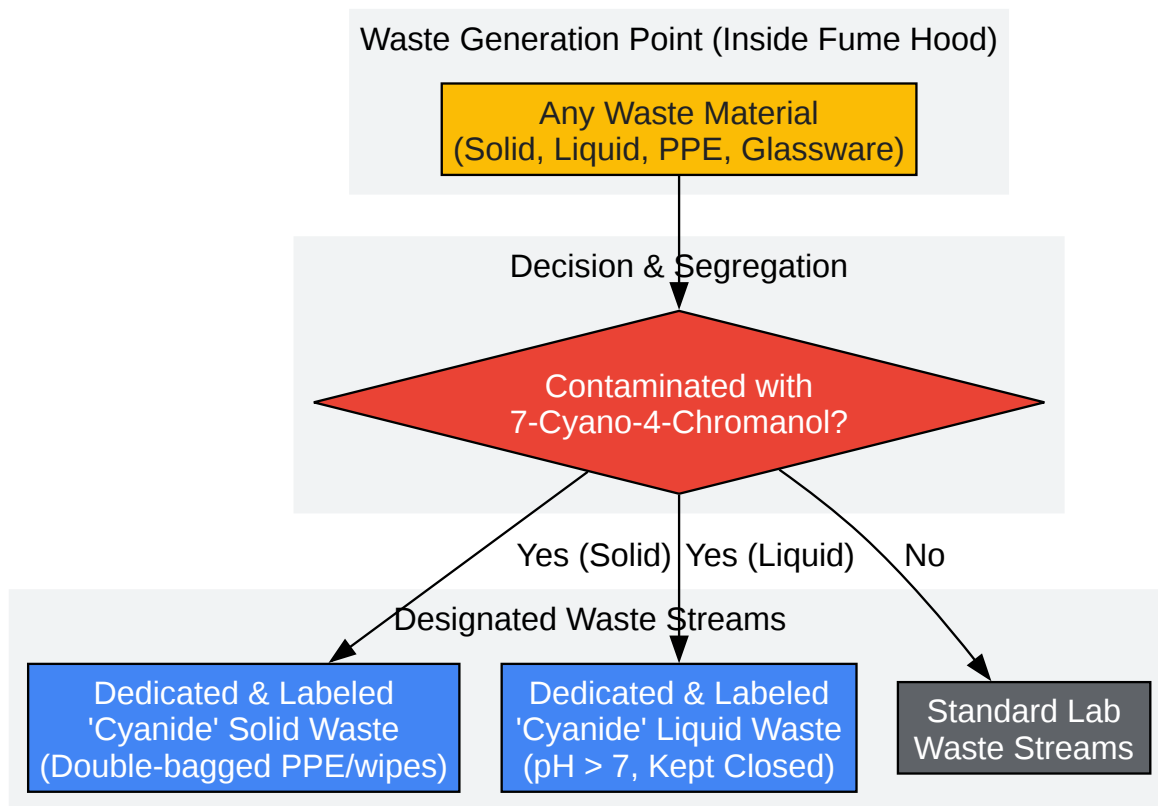 Waste Generation Point (Inside Fume Hood)
Any Waste Material
(Solid, Liquid, PPE, Glassware)
Decision & Segregation
Contaminated with
7-Cyano-4-Chromanol?
Yes (Solid)
Yes (Liquid)
No
Designated Waste Streams
Dedicated & Labeled
'Cyanide' Solid Waste
(Double-bagged PPE/wipes)
Dedicated & Labeled
'Cyanide' Liquid Waste
(pH > 7, Kept Closed)
Standard Lab
Waste Streams